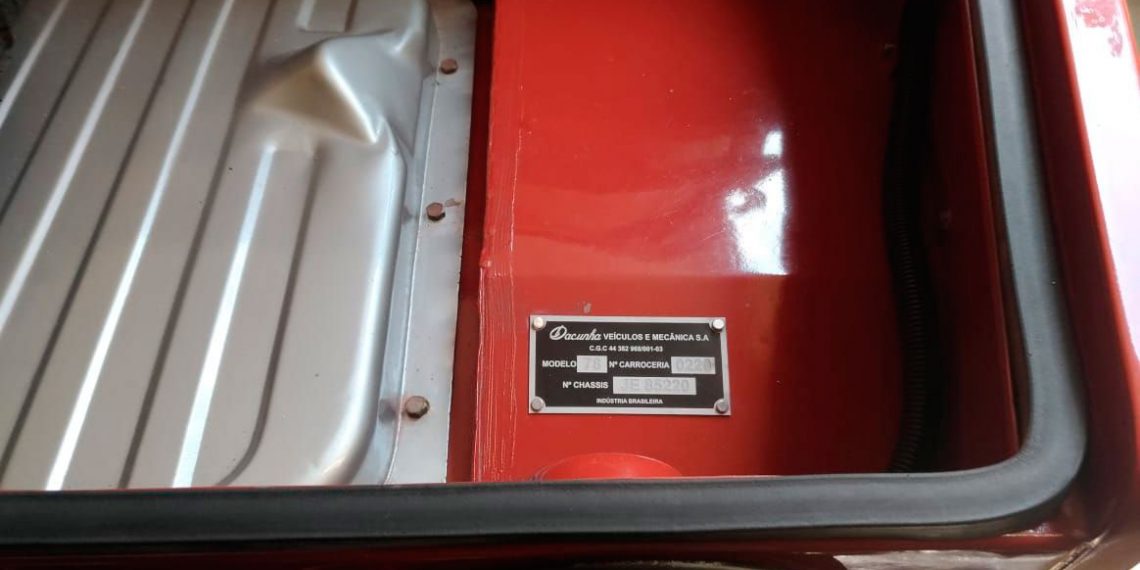 Dacunha VEÍCULOS E MECÂNICA S.A
C.G.C 44 362 968/001-03
MODELO 78 Nº CARROCERIA 0220
Nº CHASSIS JE 85220
INDÚSTRIA BRASILEIRA